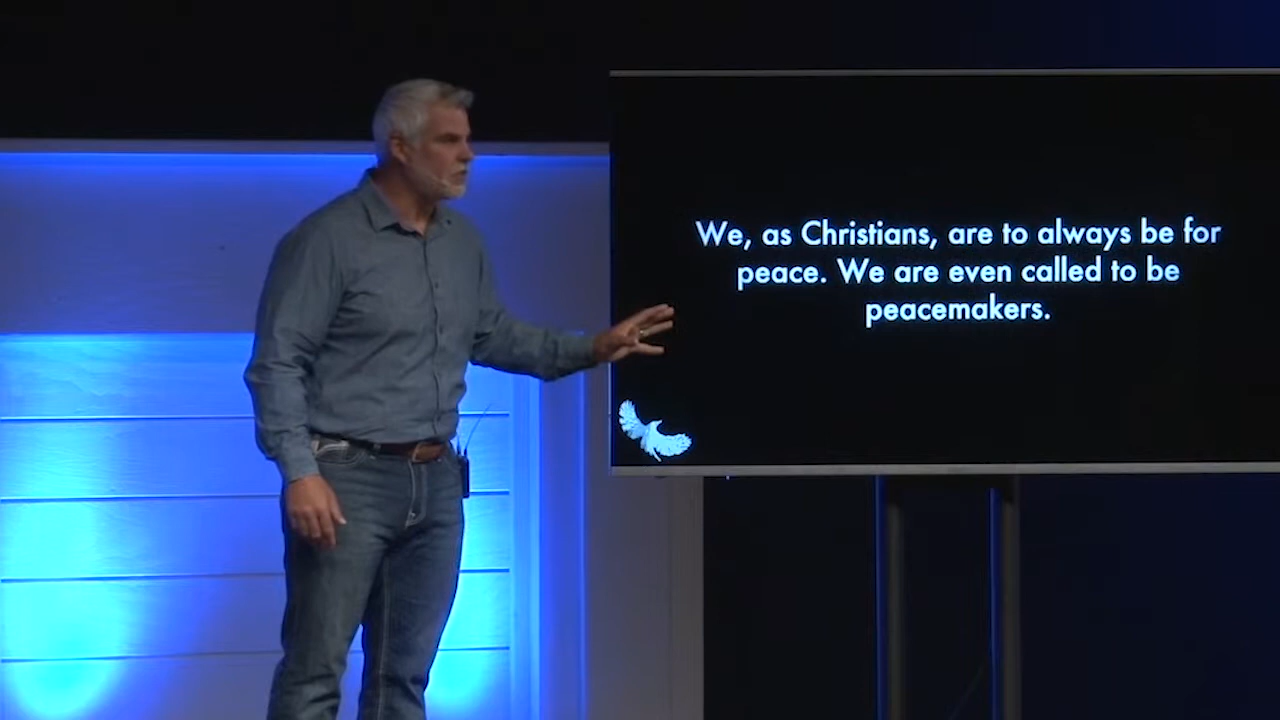 We, as Christians, are to always be for
peace. We are even called to be
peacemakers.